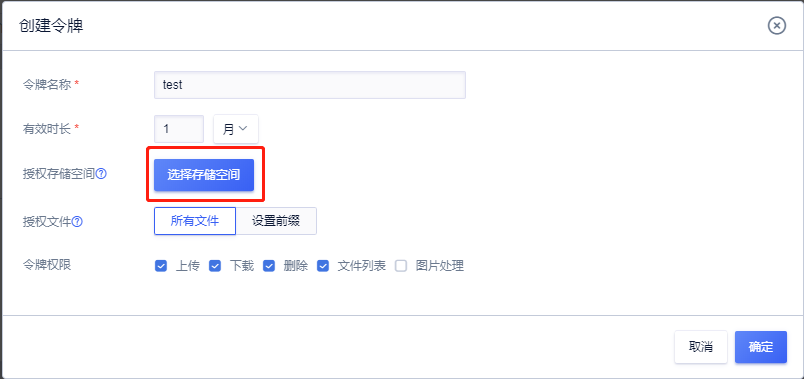 创建令牌
令牌名称 * test
有效时长 * 1 月
授权存储空间 选择存储空间
授权文件 所有文件 设置前缀
令牌权限 上传 下载 删除 文件列表 图片处理
取消 确定